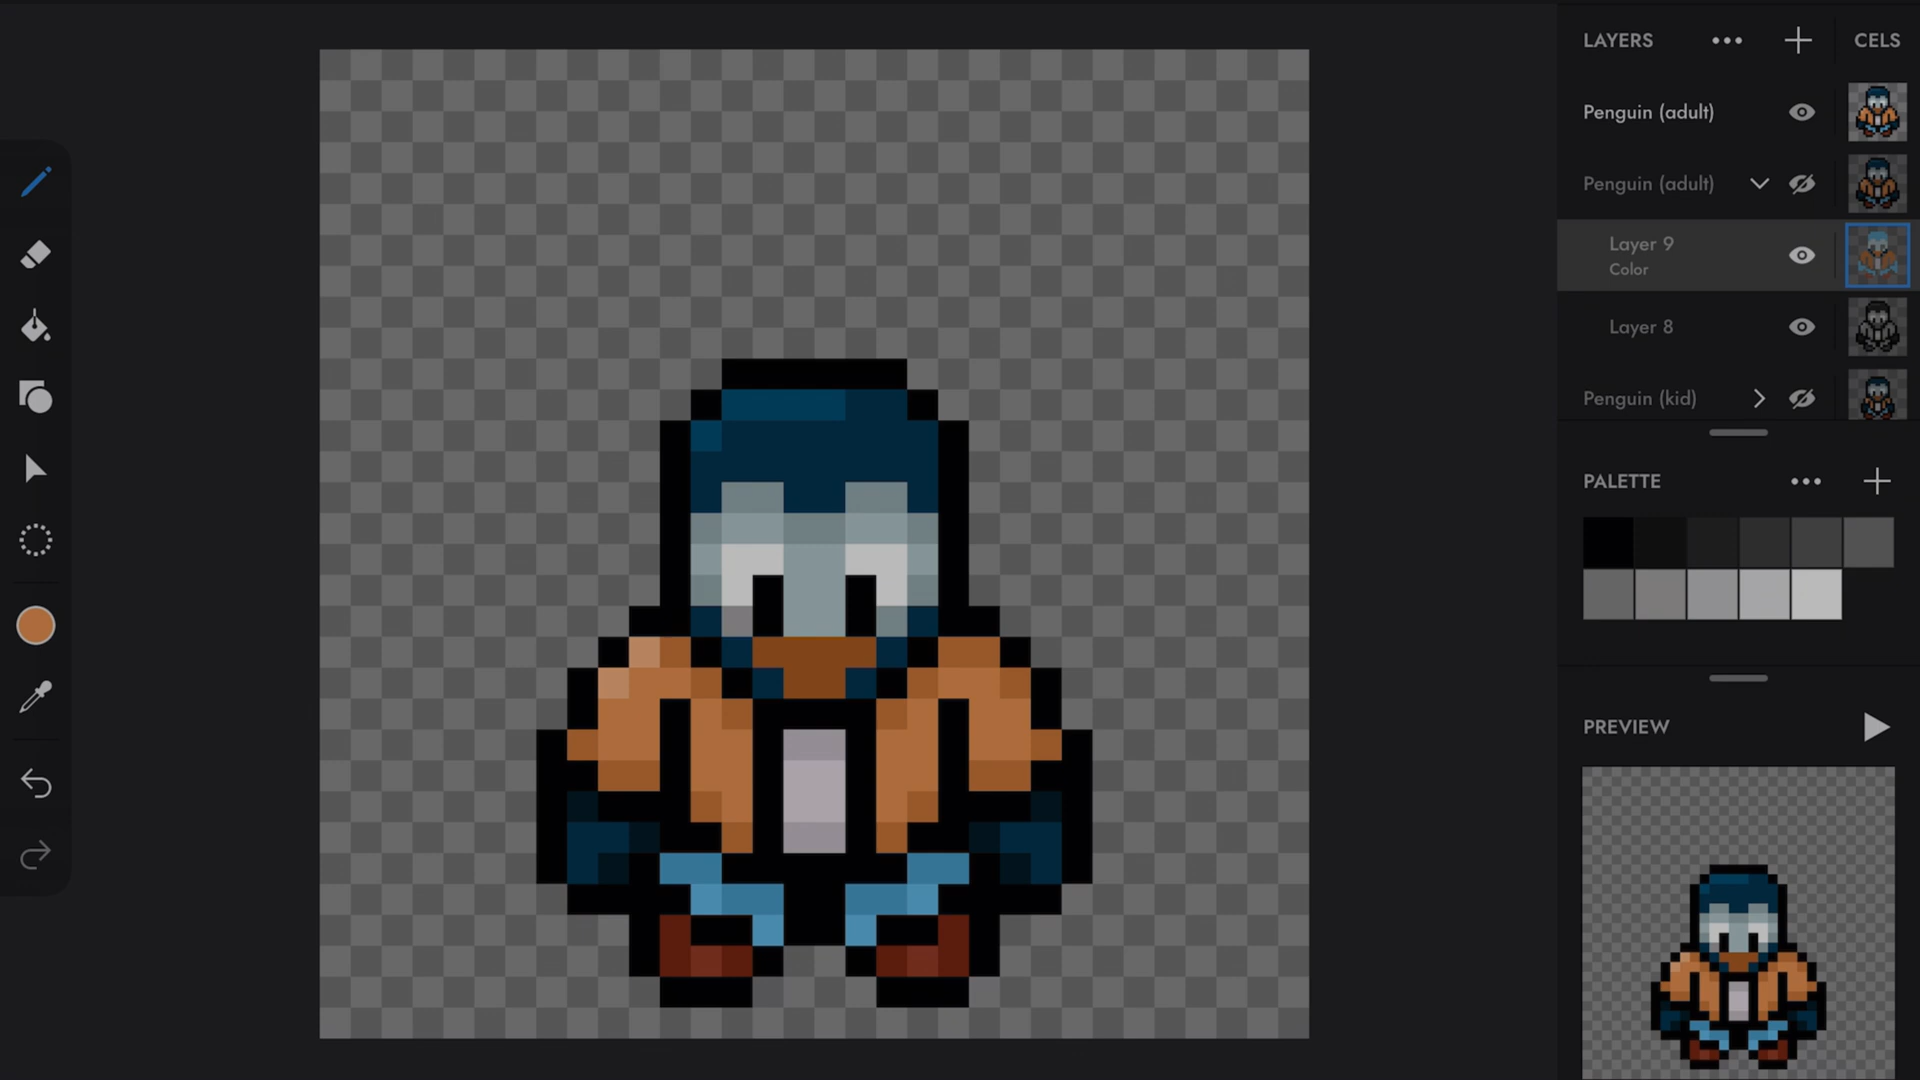 LAYERS
CELS
Penguin (adult)
Penguin (adult)
Layer 9
Color
Layer 8
Penguin (kid)
PALETTE
PREVIEW